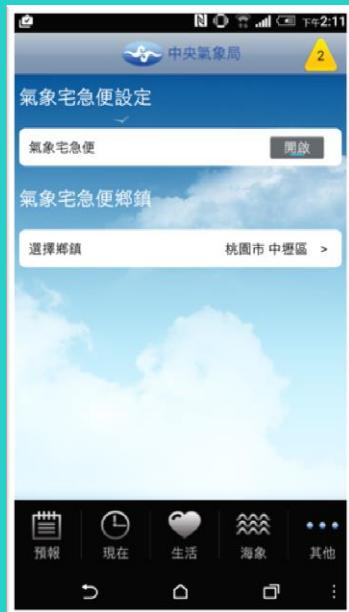 下午2:11
中央氣象局
2
氣象宅急便設定
氣象宅急便 開啟
氣象宅急便鄉鎮
選擇鄉鎮 桃園市 中壢區 >
預報 現在 生活 海象 其他